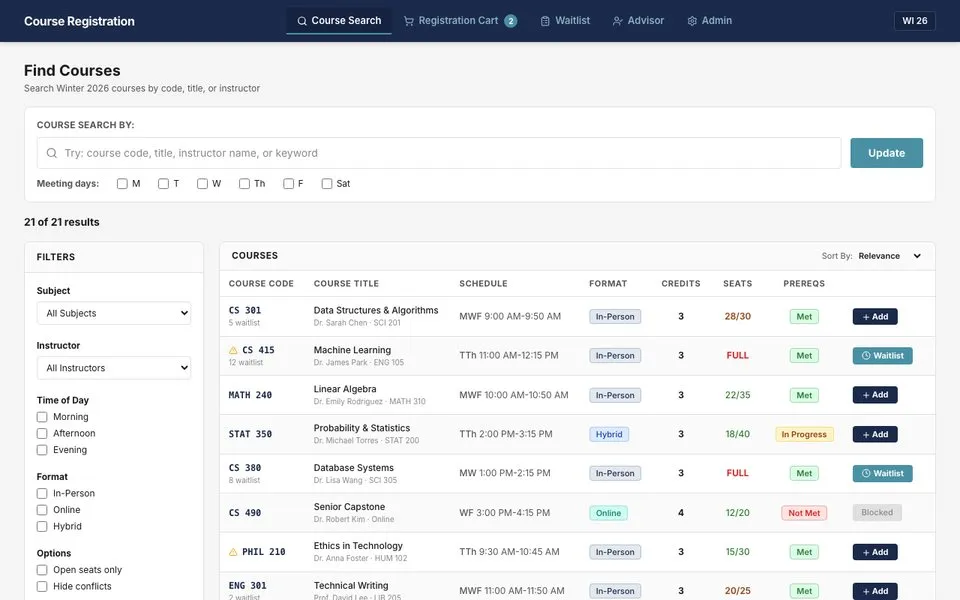 Course Registration
Course Search
Registration Cart 2
Waitlist
Advisor
Admin
WI 26
Find Courses
Search Winter 2026 courses by code, title, or instructor
COURSE SEARCH BY:
Try: course code, title, instructor name, or keyword
Update
Meeting days: M T W Th F Sat
21 of 21 results
FILTERS
Subject
All Subjects
Instructor
All Instructors
Time of Day
Morning
Afternoon
Evening
Format
In-Person
Online
Hybrid
Options
Open seats only
Hide conflicts
COURSES
Sort By: Relevance
COURSE CODE COURSE TITLE SCHEDULE FORMAT CREDITS SEATS PREREQS
CS 301 Data Structures & Algorithms MWF 9:00 AM-9:50 AM In-Person 3 28/30 Met + Add
5 waitlist Dr. Sarah Chen · SCI 201
CS 415 Machine Learning TTh 11:00 AM-12:15 PM In-Person 3 FULL Met Waitlist
12 waitlist Dr. James Park · ENG 105
MATH 240 Linear Algebra MWF 10:00 AM-10:50 AM In-Person 3 22/35 Met + Add
Dr. Emily Rodriguez · MATH 310
STAT 350 Probability & Statistics TTh 2:00 PM-3:15 PM Hybrid 3 18/40 In Progress + Add
Dr. Michael Torres · STAT 200
CS 380 Database Systems MW 1:00 PM-2:15 PM In-Person 3 FULL Met Waitlist
8 waitlist Dr. Lisa Wang · SCI 305
CS 490 Senior Capstone WF 3:00 PM-4:15 PM Online 4 12/20 Not Met Blocked
Dr. Robert Kim · Online
PHIL 210 Ethics in Technology TTh 9:30 AM-10:45 AM In-Person 3 15/30 Met + Add
Dr. Anna Foster · HUM 102
ENG 301 Technical Writing MWF 11:00 AM-11:50 AM In-Person 3 20/25 Met + Add
2 waitlist Prof. David Lee · LIB 205